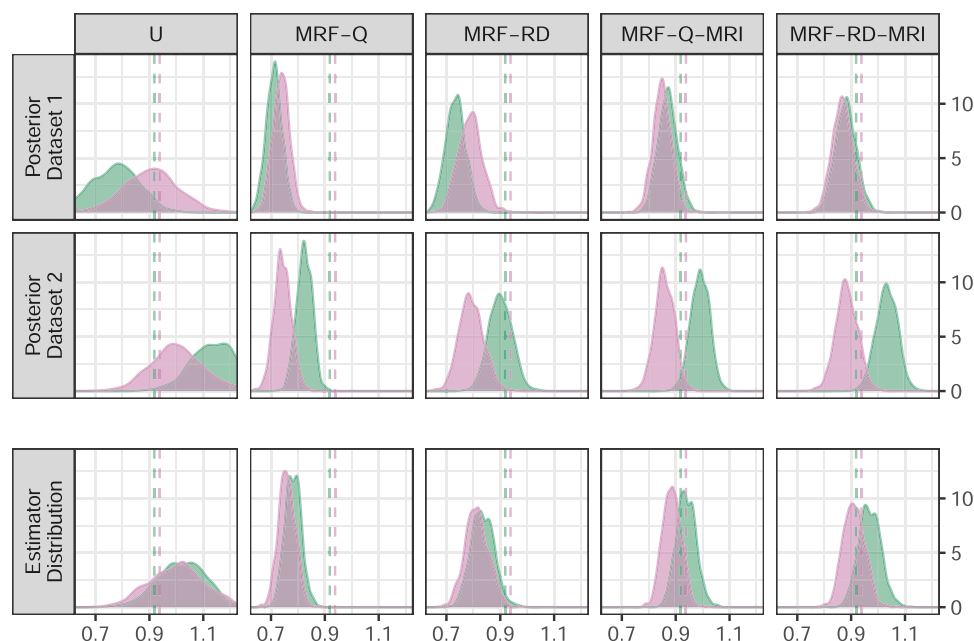 U MRF-Q MRF-RD MRF-Q-MRI MRF-RD-MRI
Posterior
Dataset 1
10
5
0
Posterior
Dataset 2
10
5
0
Estimator
Distribution
10
5
0
0.7 0.9 1.1 0.7 0.9 1.1 0.7 0.9 1.1 0.7 0.9 1.1 0.7 0.9 1.1